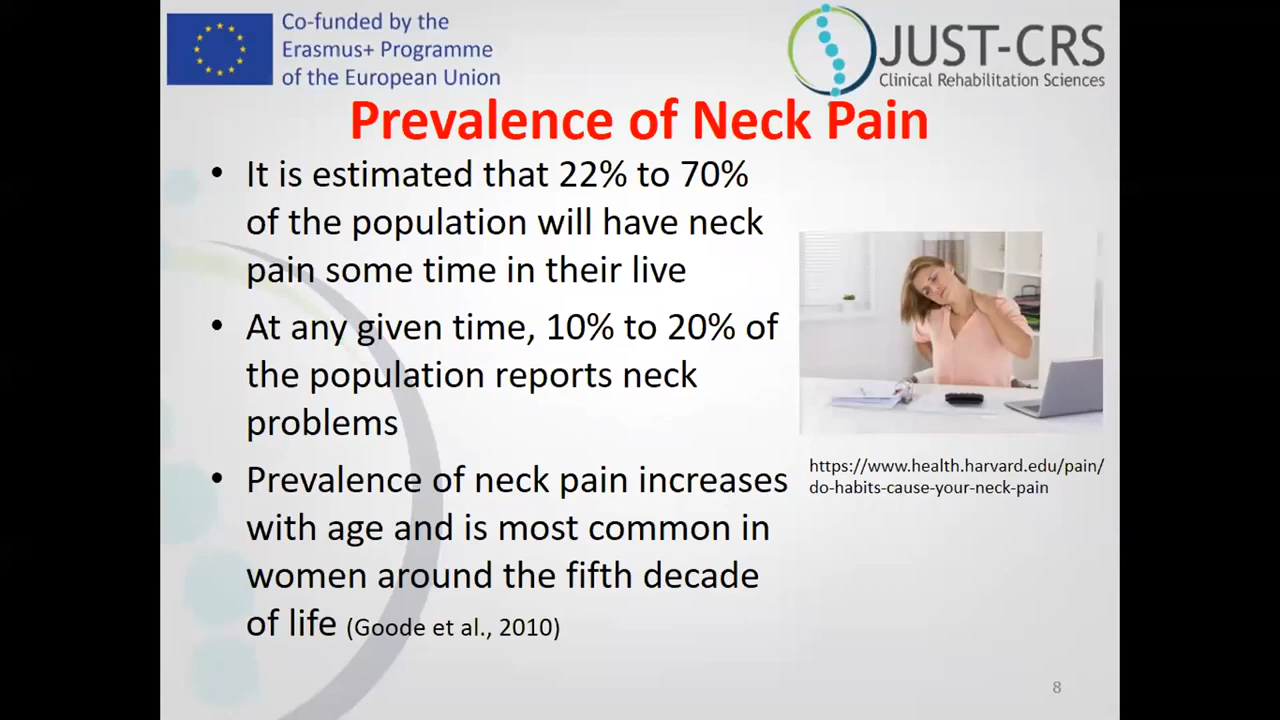 Co-funded by the
Erasmus+ Programme
of the European Union
JUST-CRS
Clinical Rehabilitation Sciences
Prevalence of Neck Pain
• It is estimated that 22% to 70%
of the population will have neck
pain some time in their live
• At any given time, 10% to 20% of
the population reports neck
problems
• Prevalence of neck pain increases
with age and is most common in
women around the fifth decade
of life (Goode et al., 2010)
https://www.health.harvard.edu/pain/
do-habits-cause-your-neck-pain
8